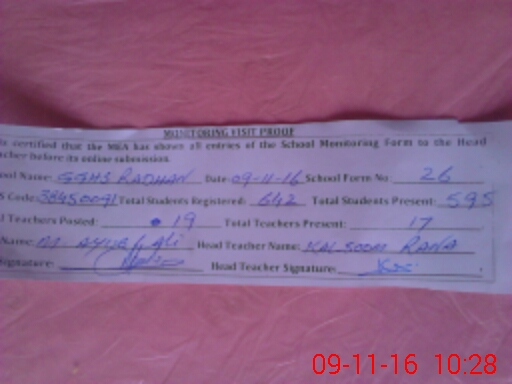 MONITORING VISIT PROOF
is certified that the MEA has shown all entries of the School Monitoring Form to the Head
cher before its online submission.
ool Name: GGHS RADHAN Date 09-11-16 School Form No: 26
S Code: 38450091 Total Students Registered: 642 Total Students Present: 595
l Teachers Posted: 19 Total Teachers Present: 17
Name: M Ali Head Teacher Name: KALSOOM RANA
Signature: Head Teacher Signature:
09-11-16 10:28